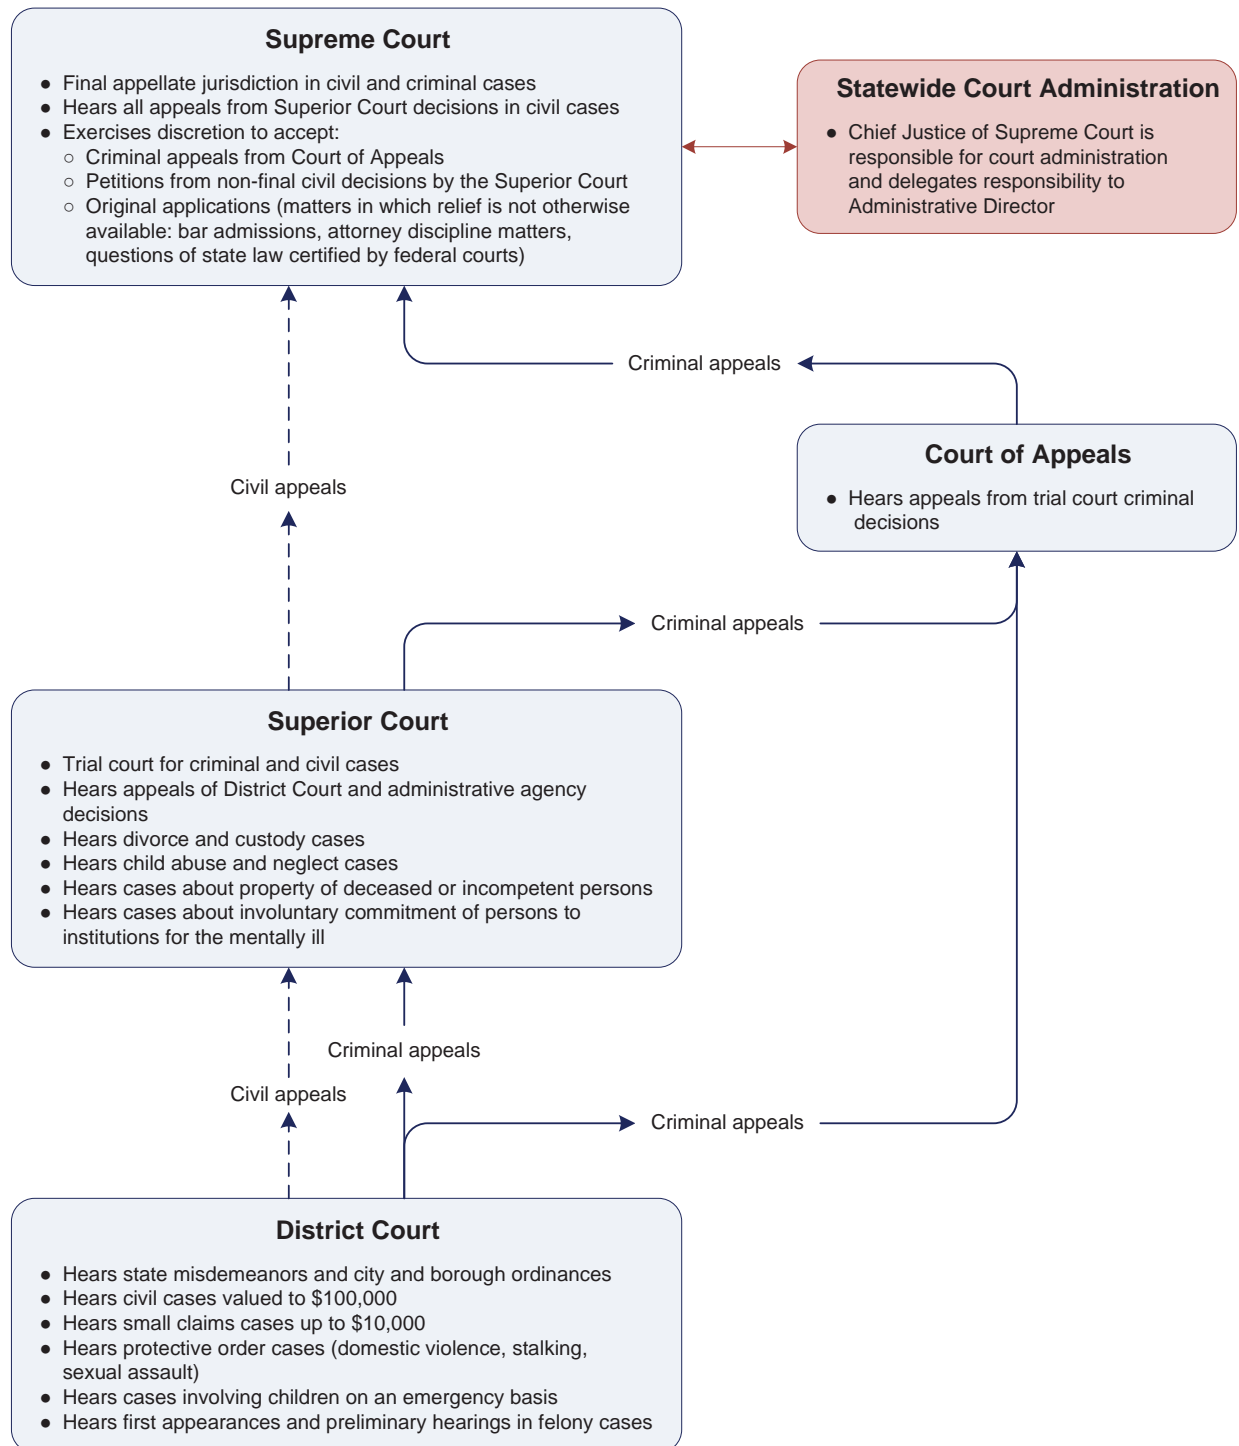 Supreme Court
● Final appellate jurisdiction in civil and criminal cases
● Hears all appeals from Superior Court decisions in civil cases
● Exercises discretion to accept:
○ Criminal appeals from Court of Appeals
○ Petitions from non-final civil decisions by the Superior Court
○ Original applications (matters in which relief is not otherwise
available: bar admissions, attorney discipline matters,
questions of state law certified by federal courts)
Statewide Court Administration
● Chief Justice of Supreme Court is
responsible for court administration
and delegates responsibility to
Administrative Director
Criminal appeals
Court of Appeals
● Hears appeals from trial court criminal
decisions
Civil appeals
Criminal appeals
Superior Court
● Trial court for criminal and civil cases
● Hears appeals of District Court and administrative agency
decisions
● Hears divorce and custody cases
● Hears child abuse and neglect cases
● Hears cases about property of deceased or incompetent persons
● Hears cases about involuntary commitment of persons to
institutions for the mentally ill
Criminal appeals
Civil appeals
Criminal appeals
District Court
● Hears state misdemeanors and city and borough ordinances
● Hears civil cases valued to $100,000
● Hears small claims cases up to $10,000
● Hears protective order cases (domestic violence, stalking,
sexual assault)
● Hears cases involving children on an emergency basis
● Hears first appearances and preliminary hearings in felony cases